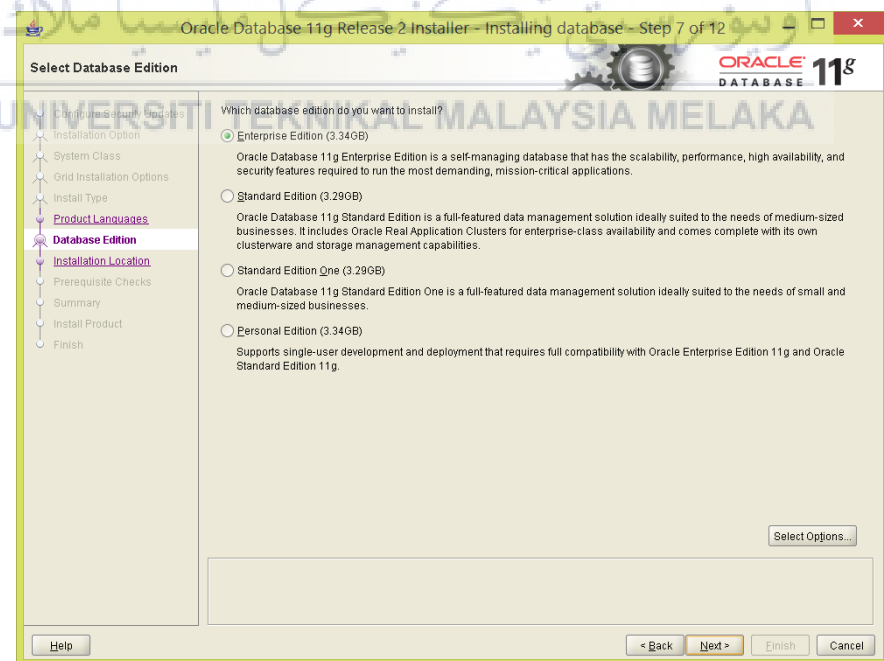 Oracle Database 11g Release 2 Installer - Installing database - Step 7 of 12
Select Database Edition
ORACLE 11g
DATABASE
UNIVERSITI TEKNIKAL MALAYSIA MELAKA
Configure Security Updates
Installation Option
System Class
Grid Installation Options
Install Type
Product Languages
Database Edition
Installation Location
Prerequisite Checks
Summary
Install Product
Finish
Which database edition do you want to install?
Enterprise Edition (3.34GB)
Oracle Database 11g Enterprise Edition is a self-managing database that has the scalability, performance, high availability, and
security features required to run the most demanding, mission-critical applications.
Standard Edition (3.29GB)
Oracle Database 11g Standard Edition is a full-featured data management solution ideally suited to the needs of medium-sized
businesses. It includes Oracle Real Application Clusters for enterprise-class availability and comes complete with its own
clusterware and storage management capabilities.
Standard Edition One (3.29GB)
Oracle Database 11g Standard Edition One is a full-featured data management solution ideally suited to the needs of small and
medium-sized businesses.
Personal Edition (3.34GB)
Supports single-user development and deployment that requires full compatibility with Oracle Enterprise Edition 11g and Oracle
Standard Edition 11g.
Select Options...
Help
< Back
Next >
Finish
Cancel